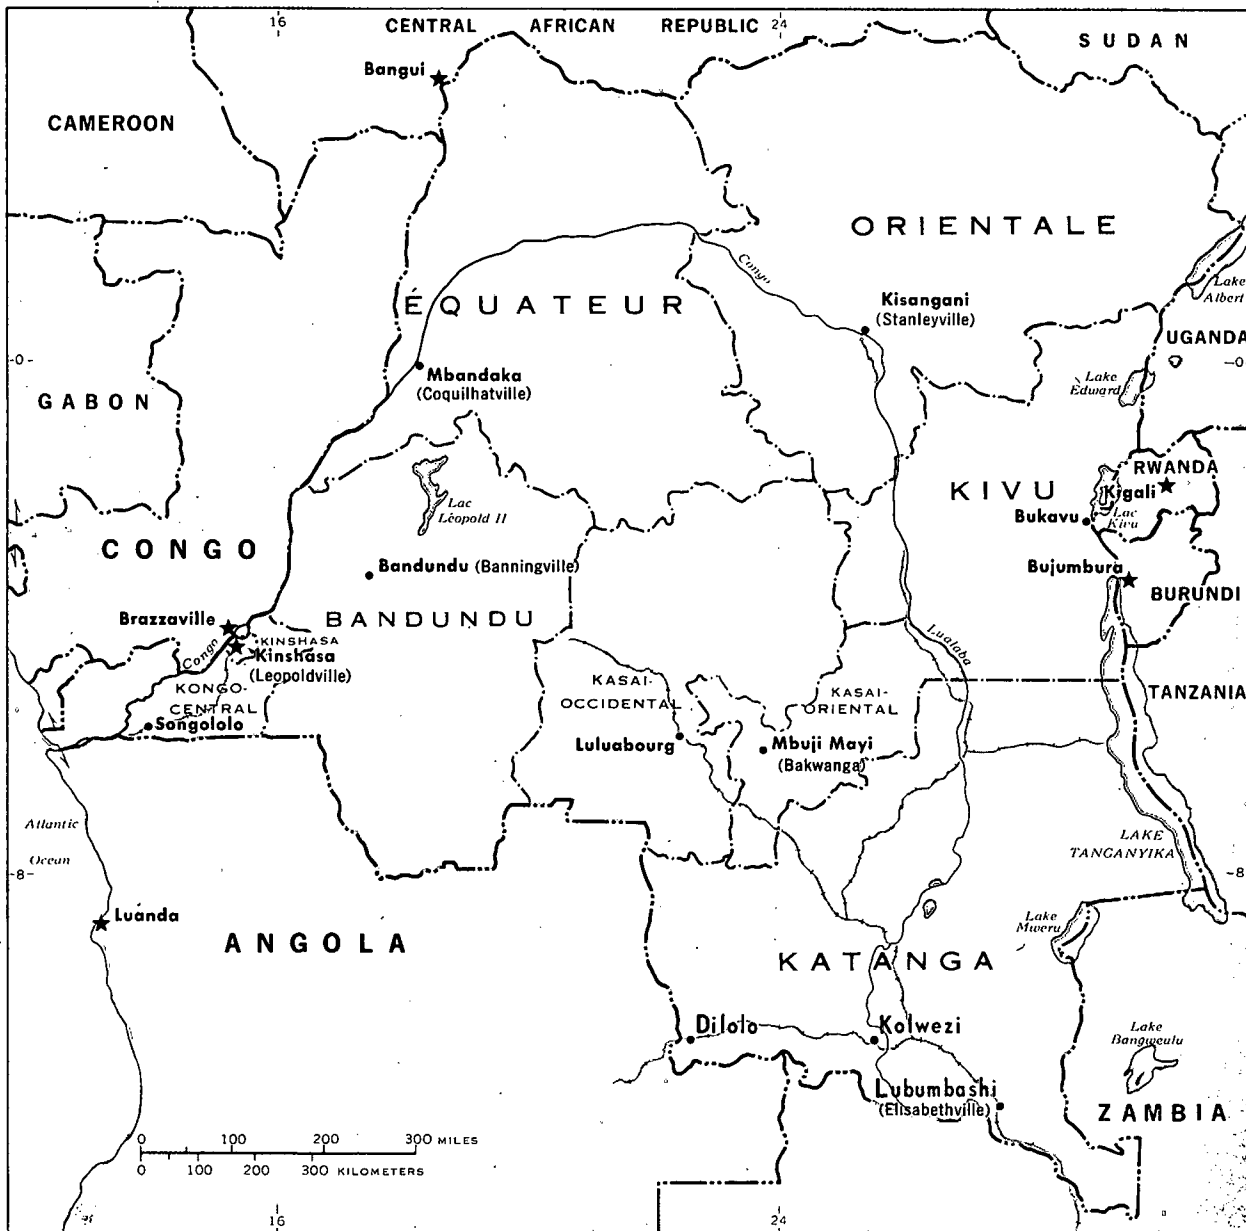 16
CENTRAL AFRICAN REPUBLIC
24
SUDAN
Bangui
CAMEROON
ORIENTALE
Congo
Lake
Albert
ÉQUATEUR
Kisangani
(Stanleyville)
UGANDA
0
0
Mbandaka
(Coquilhatville)
Lake
Edward
GABON
RWANDA
Kigali
KIVU
Lac
Léopold II
Bukavu
Lac
Kivu
CONGO
Bandundu (Banningville)
Bujumbura
BURUNDI
Brazzaville
BANDUNDU
Congo
KINSHASA
Kinshasa
(Leopoldville)
Lualaba
KONGO-
CENTRAL
KASAI-
OCCIDENTAL
KASAI-
ORIENTAL
TANZANIA
Songololo
Luluabourg
Mbuji Mayi
(Bakwanga)
Atlantic
Ocean
LAKE
TANGANYIKA
8
8
Luanda
ANGOLA
Lake
Mweru
KATANGA
Dilolo
Kolwezi
Lake
Bangweulu
Lubumbashi
(Elisabethville)
ZAMBIA
0 100 200 300 MILES
0 100 200 300 KILOMETERS
16
24